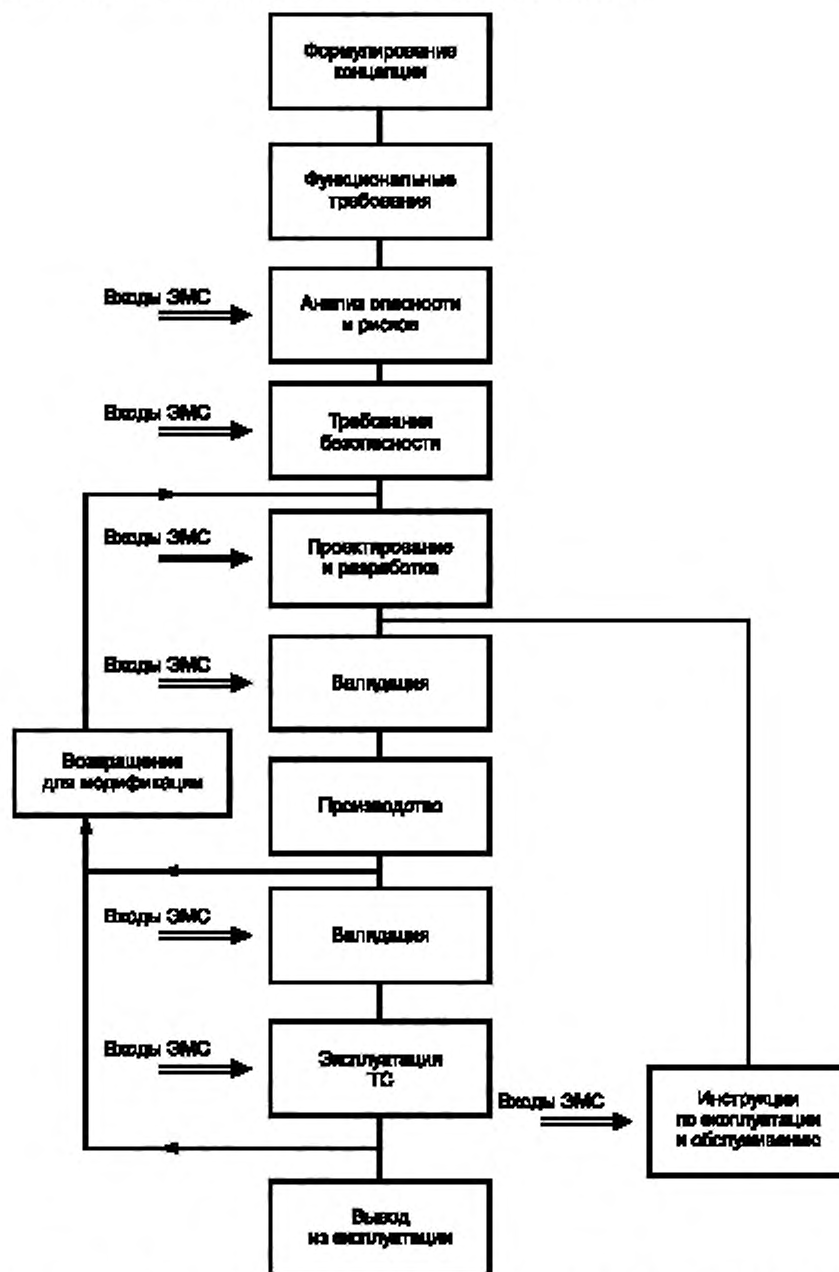 Формулирование
концепции
Функциональные
требования
Входы ЭМС
Анализ опасности
и рисков
Входы ЭМС
Требования
безопасности
Входы ЭМС
Проектирование
и разработка
Входы ЭМС
Валидация
Возвращение
для модификации
Производство
Входы ЭМС
Валидация
Входы ЭМС
Эксплуатация
ТС
Входы ЭМС
Инструкции
по эксплуатации
и обслуживанию
Вывод
из эксплуатации